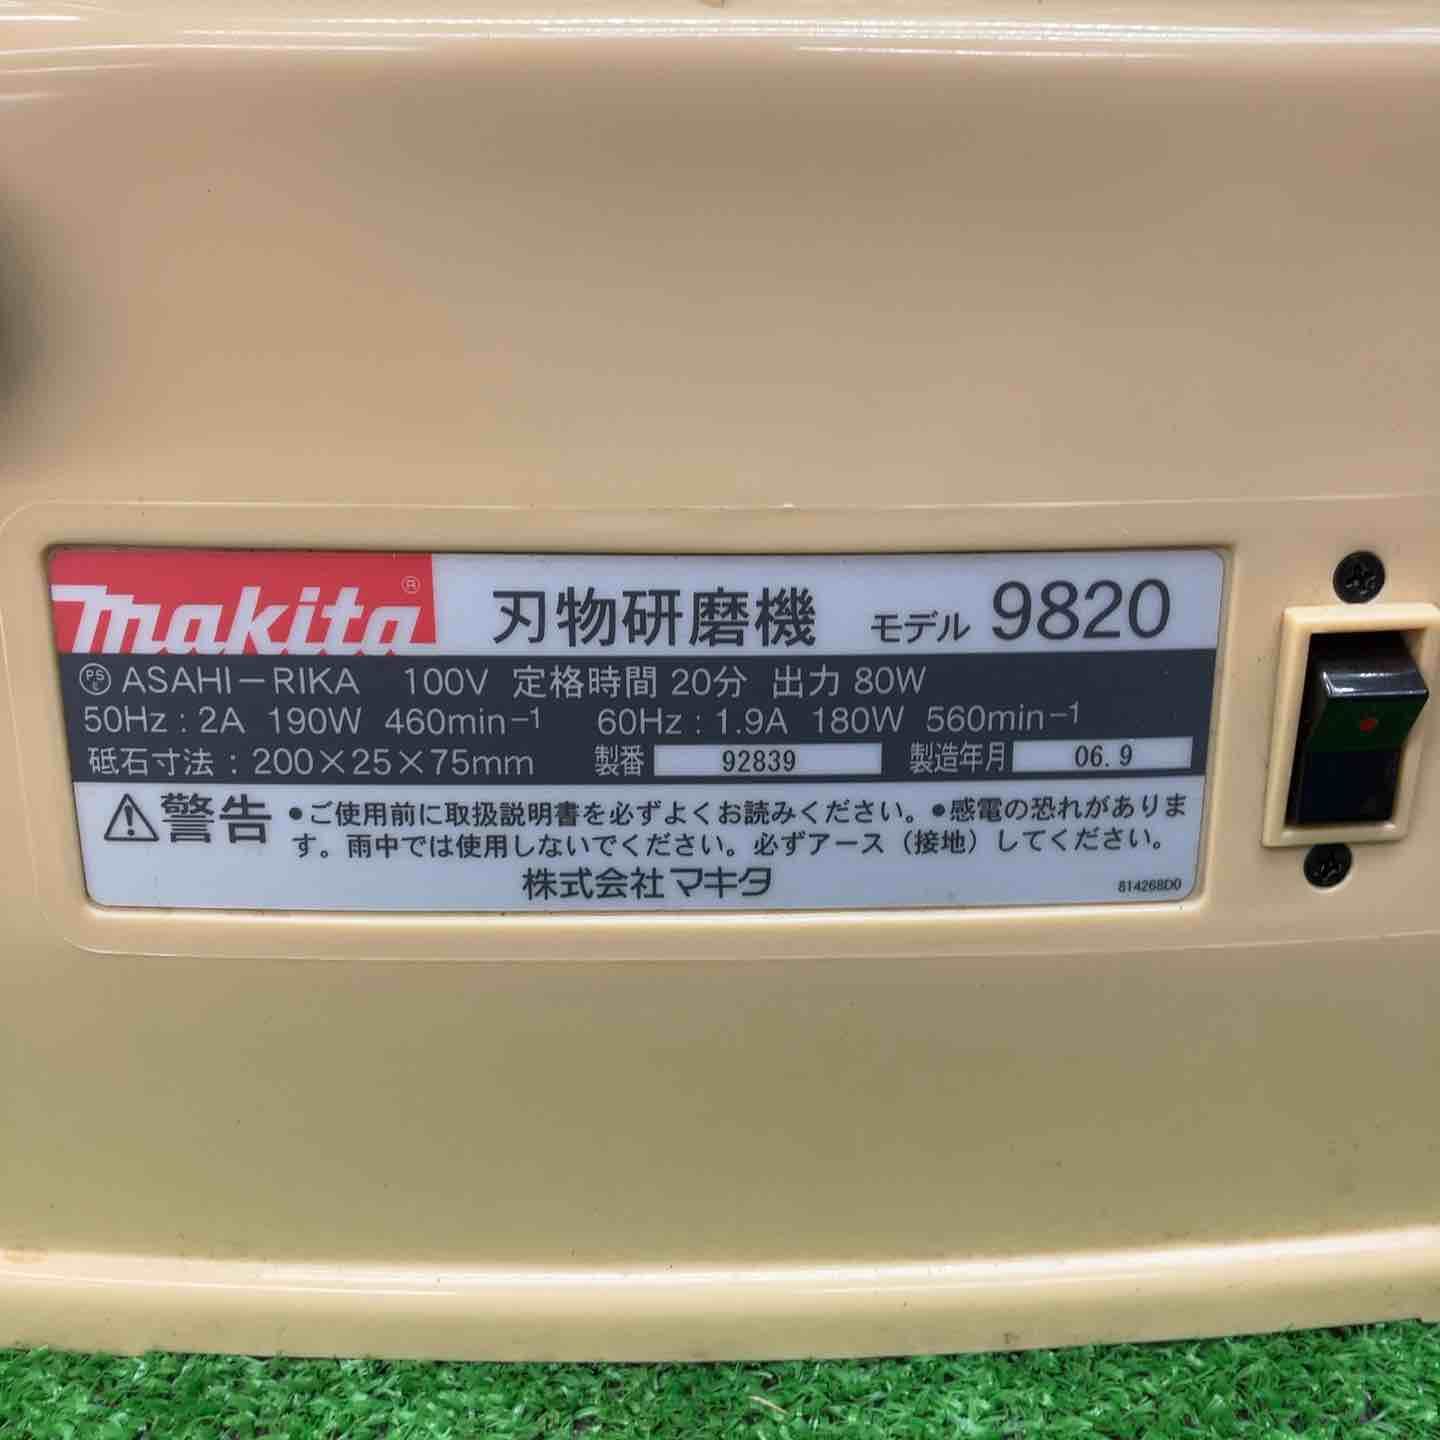 makita® 刃物研磨機 モデル 9820
PS E ASAHI-RIKA 100V 定格時間 20分 出力 80W
50Hz : 2A 190W 460min⁻¹ 60Hz : 1.9A 180W 560min⁻¹
砥石寸法 : 200×25×75mm 製番 92839 製造年月 06.9
警告 ●ご使用前に取扱説明書を必ずよくお読みください。●感電の恐れがありま
す。雨中では使用しないでください。必ずアース（接地）してください。
株式会社マキタ 814268D0